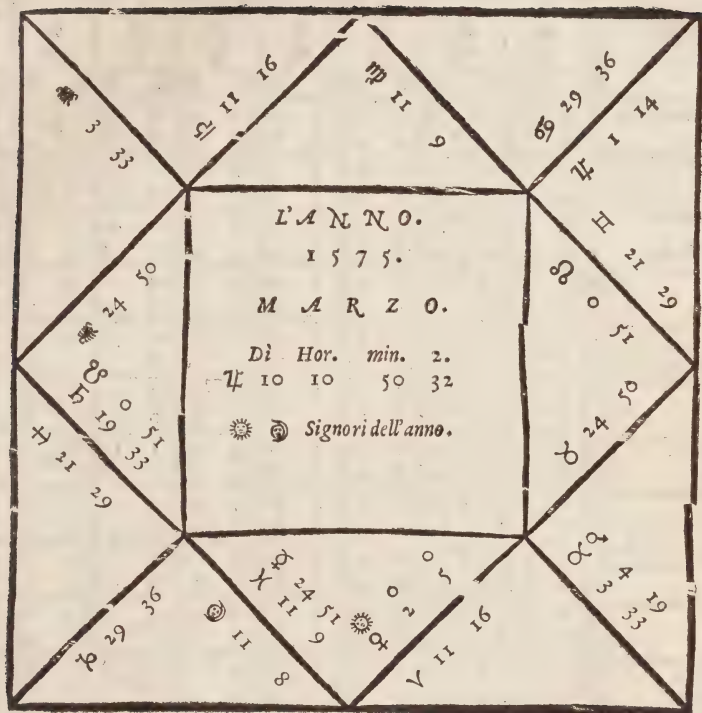 ♏ 3 33
♎ 11 16
♍ 11 9
♋ 29 36
♃ 1 14
♊ 21 29
L'ANNO.
1575.
MARZO.
Dì Hor. min. 2.
♃ 10 10 50 32
☉ ☽ Signori dell'anno.
♏ 24 50
☋ 0 51
♄ 19 33
♐ 21 29
☊ 0 51
♉ 24 50
♂ 4 19
♉ 3 33
♑ 29 36
☽ 11 8
☿ 24 51
♓ 11 9
☉ 0 0
♀ 2 5
♈ 11 16